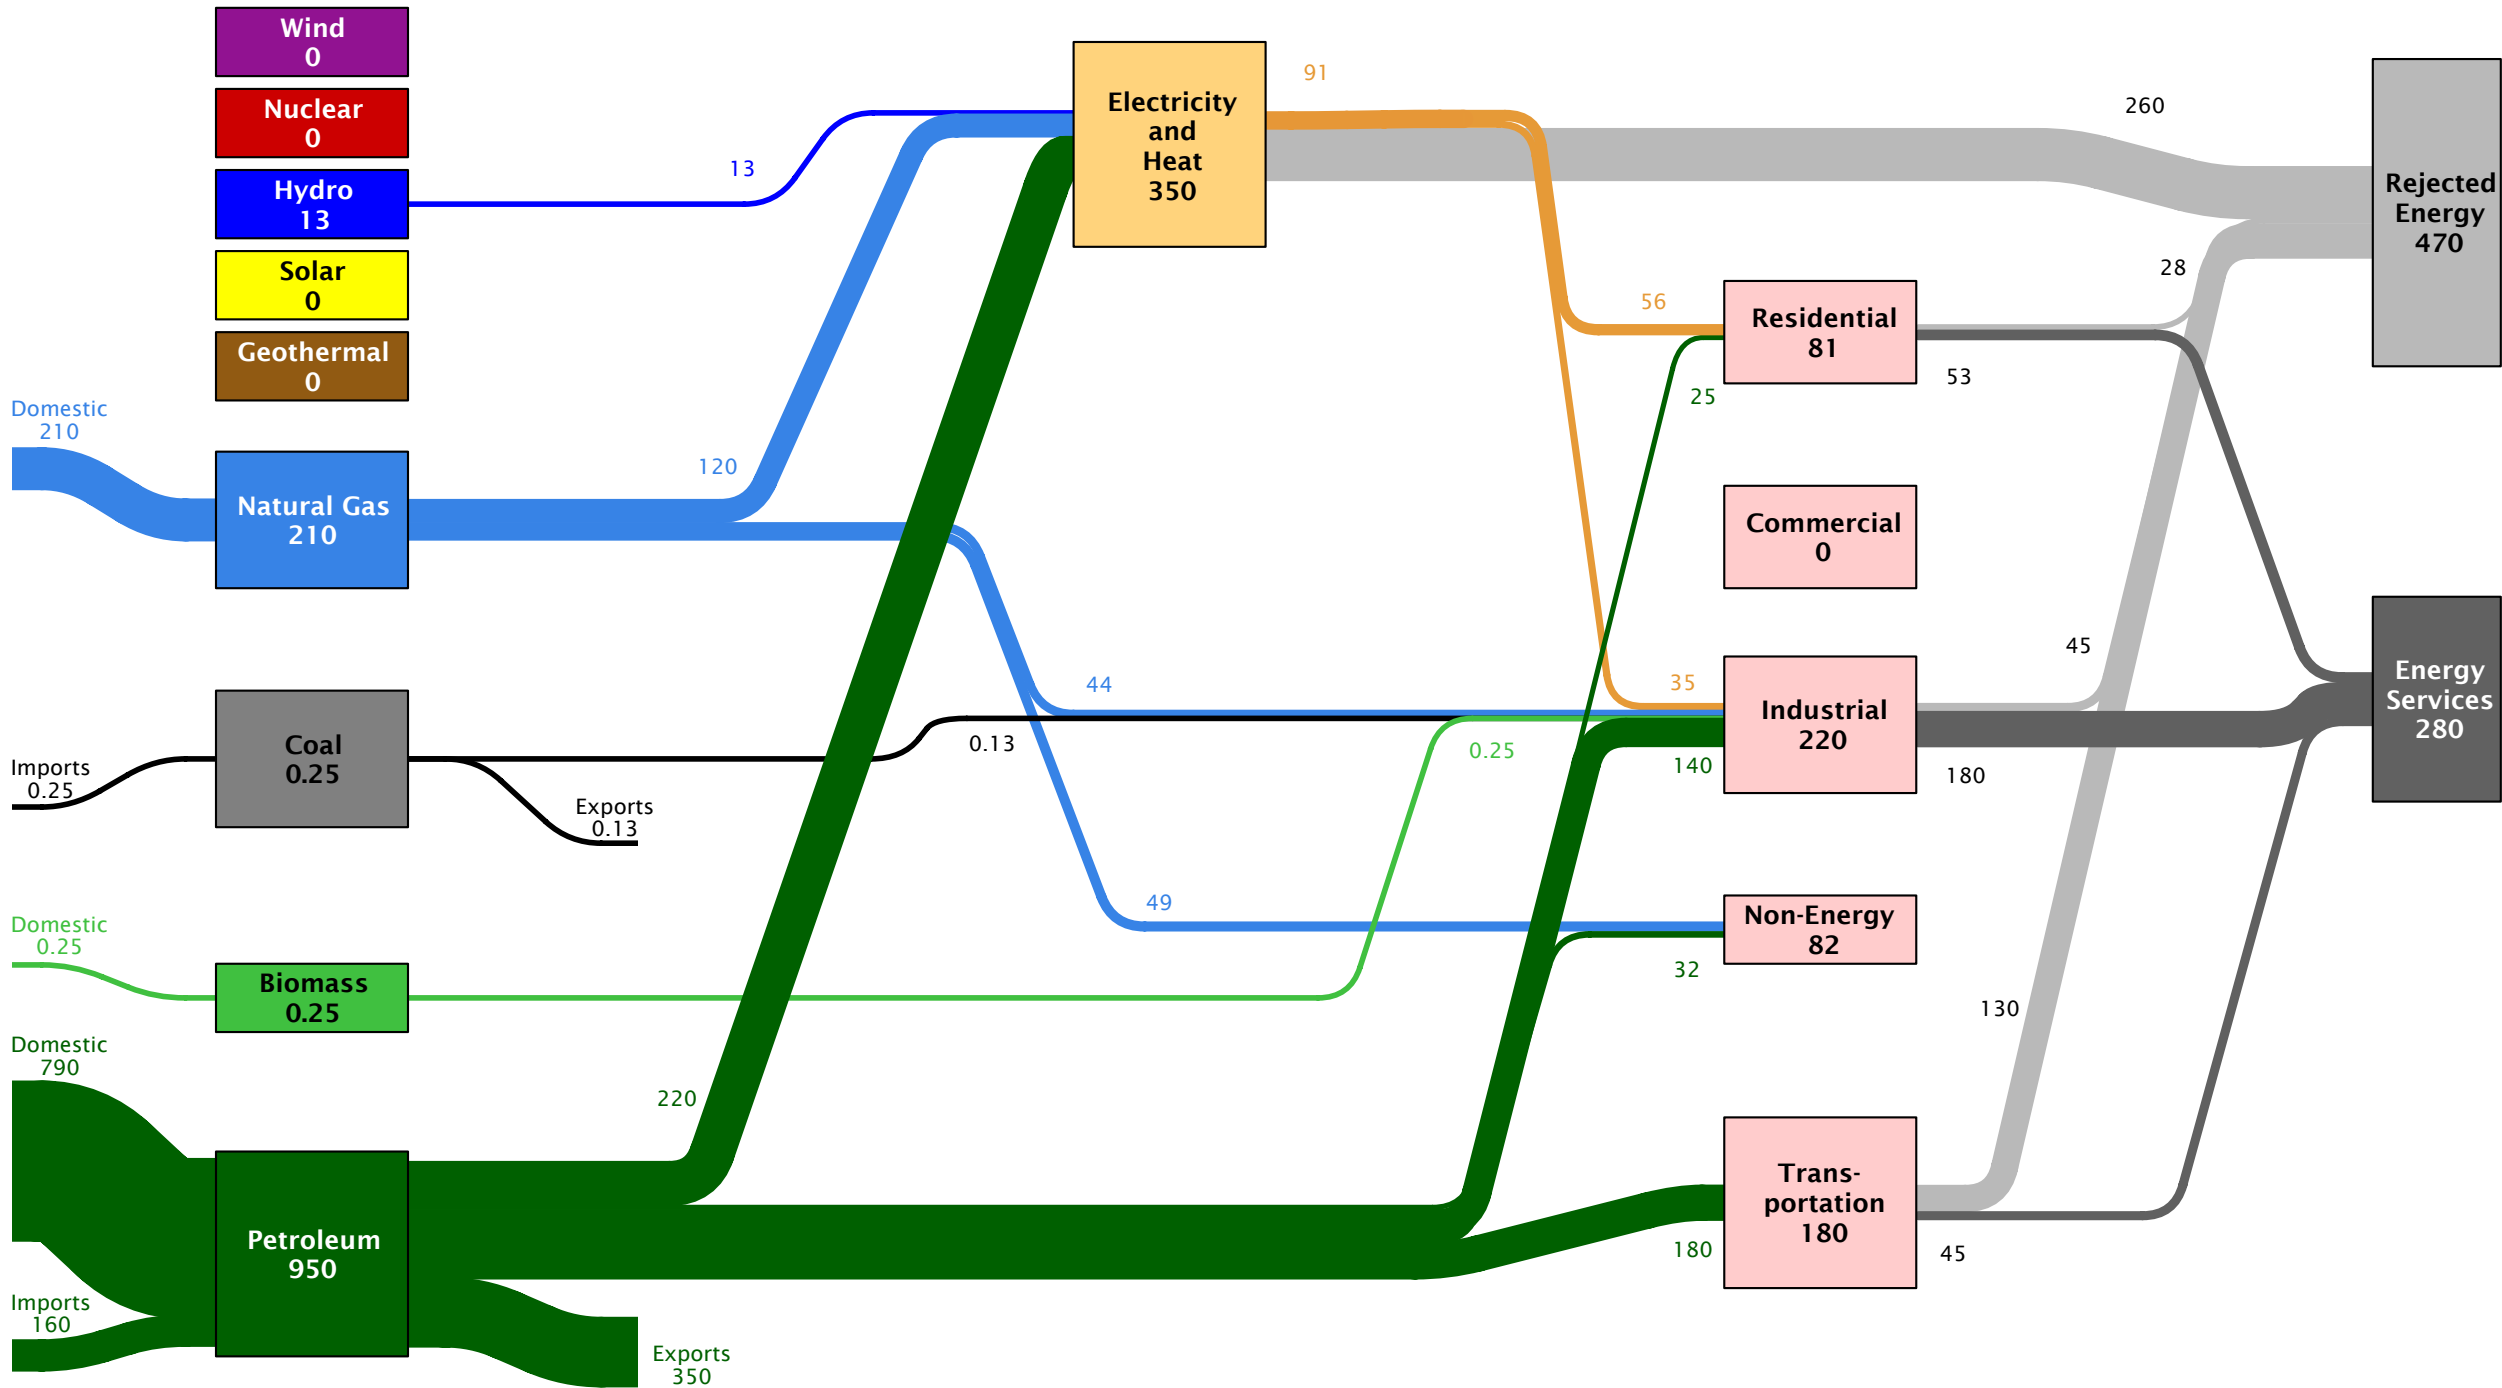 Wind
0
Nuclear
0
Hydro
13
Solar
0
Geothermal
0
Domestic
210
Natural Gas
210
Coal
0.25
Imports
0.25
Exports
0.13
Domestic
0.25
Biomass
0.25
Domestic
790
Petroleum
950
Imports
160
Exports
350
13
120
220
Electricity
and
Heat
350
91
260
56
25
Residential
81
28
53
Commercial
0
44
0.13
0.25
35
140
Industrial
220
45
180
49
32
Non-Energy
82
130
180
Trans-
portation
180
45
Rejected
Energy
470
Energy
Services
280